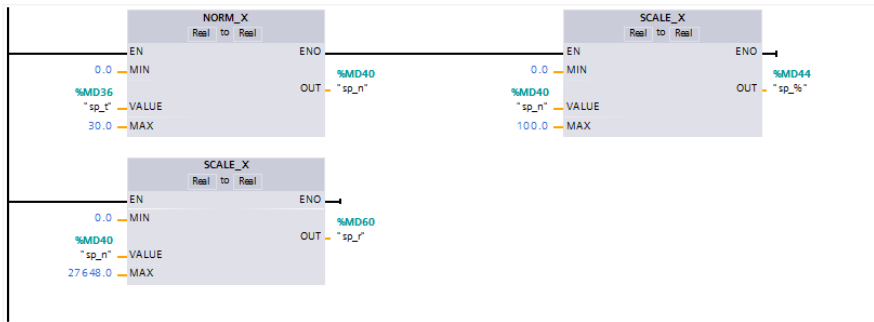 NORM_X
Real to Real
EN ENO
0.0 MIN
%MD36
"sp_t" VALUE
30.0 MAX
%MD40
OUT "sp_n"
SCALE_X
Real to Real
EN ENO
0.0 MIN
%MD40
"sp_n" VALUE
100.0 MAX
%MD44
OUT "sp_%"
SCALE_X
Real to Real
EN ENO
0.0 MIN
%MD40
"sp_n" VALUE
27648.0 MAX
%MD60
OUT "sp_r"